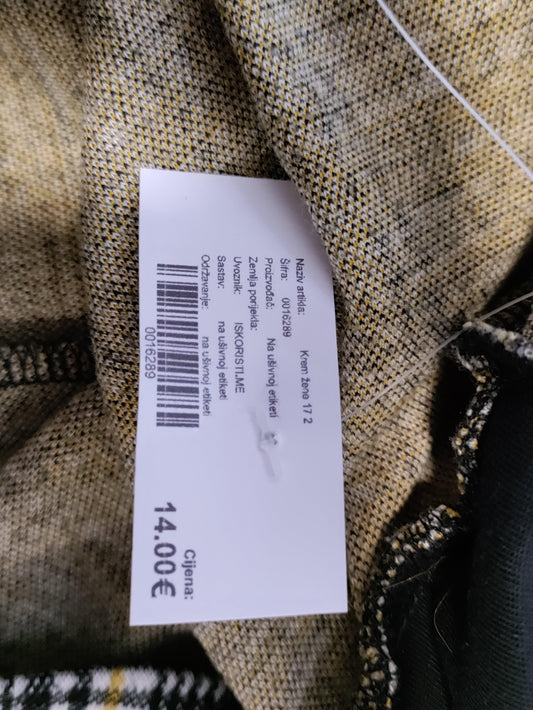 Naziv artikla: Krem žene 17 2
Šifra: 0016289
Proizvođač: Na ušivnoj etiketi
Zemlja porijekla:
Uvoznik: ISKORISTI.ME
Sastav: na ušivnoj etiketi
Održavanje: na ušivnoj etiketi
0016289
Cijena:
14.00€